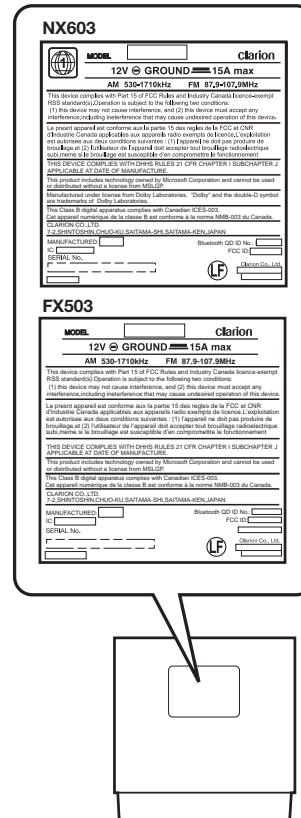 NX603
1
MODEL
clarion
12V ⊖ GROUND 15A max
AM 530-1710kHz FM 87.9-107.9MHz
This device complies with Part 15 of FCC Rules and Industry Canada licence-exempt
RSS standard(s).Operation is subject to the following two conditions:
(1) this device may not cause interference, and (2) this device must accept any
interference,including ineterference that may cause undesired operation of this device.
Le present appareil est conforme aux la partie 15 des regles de la FCC et CNR
d'Industrie Canada applicables aux appareils radio exempts de licence.L'exploitation
est autorisee aux deux conditions suivantes : (1) l'appareil ne doit pas produire de
brouillage,et (2) l'utilisateur de l'appareil doit accepter tout brouillage radioelectrique
subi,meme si le brouillage est susceptible d'en compromettre le fonctionnement
THIS DEVICE COMPLIES WITH DHHS RULES 21 CFR CHAPTER I SUBCHAPTER J
APPLICABLE AT DATE OF MANUFACTURE.
This product includes technology owned by Microsoft Corporation and cannot be used
or distributed without a license from MSLGP.
Manufactured under license from Dolby Laboratories. "Dolby" and the double-D symbol
are trademarks of Dolby Laboratories.
This Class B digital apparatus complies with Canadian ICES-003.
Cet appareil numérique de la classe B est conforme à la norme NMB-003 du Canada.
CLARION CO.,LTD.
7-2,SHINTOSHIN,CHUO-KU,SAITAMA-SHI,SAITAMA-KEN,JAPAN
MANUFACTURED:
Bluetooth QD ID No.:
IC:
FCC ID:
SERIAL No.
LF
Clarion Co., Ltd.
FX503
MODEL
clarion
12V ⊖ GROUND 15A max
AM 530-1710kHz FM 87.9-107.9MHz
This device complies with Part 15 of FCC Rules and Industry Canada licence-exempt
RSS standard(s).Operation is subject to the following two conditions:
(1) this device may not cause interference, and (2) this device must accept any
interference,including ineterference that may cause undesired operation of this device.
Le present appareil est conforme aux la partie 15 des regles de la FCC et CNR
d'Industrie Canada applicables aux appareils radio exempts de licence.L'exploitation
est autorisee aux deux conditions suivantes : (1) l'appareil ne doit pas produire de
brouillage,et (2) l'utilisateur de l'appareil doit accepter tout brouillage radioelectrique
subi,meme si le brouillage est susceptible d'en compromettre le fonctionnement
THIS DEVICE COMPLIES WITH DHHS RULES 21 CFR CHAPTER I SUBCHAPTER J
APPLICABLE AT DATE OF MANUFACTURE.
This product includes technology owned by Microsoft Corporation and cannot be used
or distributed without a license from MSLGP.
This Class B digital apparatus complies with Canadian ICES-003.
Cet appareil numérique de la classe B est conforme à la norme NMB-003 du Canada.
CLARION CO.,LTD.
7-2,SHINTOSHIN,CHUO-KU,SAITAMA-SHI,SAITAMA-KEN,JAPAN
MANUFACTURED:
Bluetooth QD ID No.:
IC:
FCC ID:
SERIAL No.
LF
Clarion Co., Ltd.